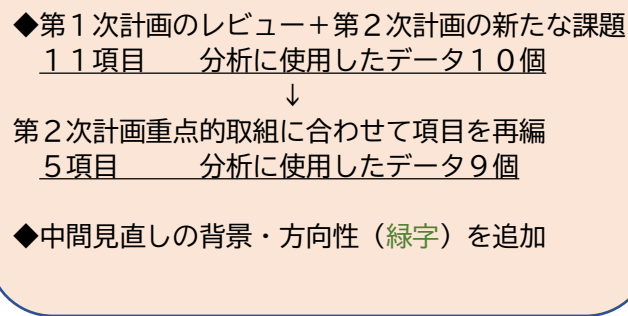 ◆第１次計画のレビュー＋第２次計画の新たな課題
１１項目　　分析に使用したデータ１０個
↓
第２次計画重点的取組に合わせて項目を再編
５項目　　　分析に使用したデータ９個
◆中間見直しの背景・方向性（緑字）を追加